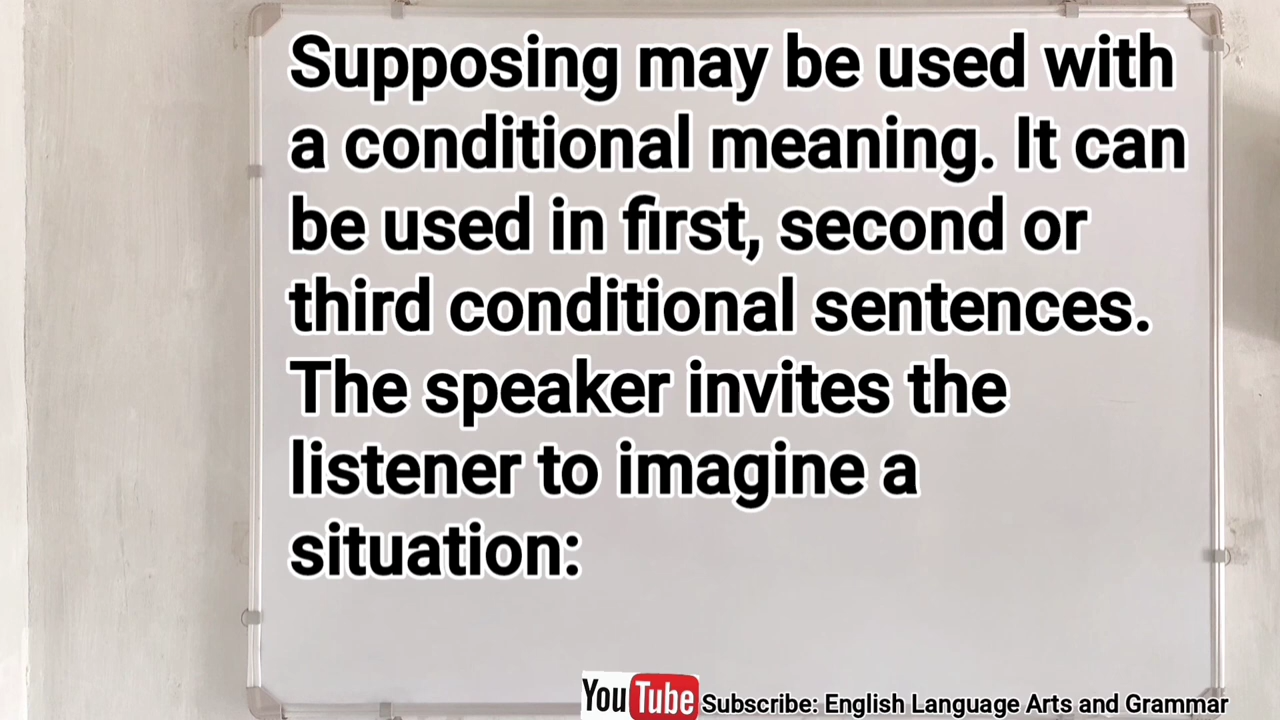 Supposing may be used with
a conditional meaning. It can
be used in first, second or
third conditional sentences.
The speaker invites the
listener to imagine a
situation:
YouTube Subscribe: English Language Arts and Grammar